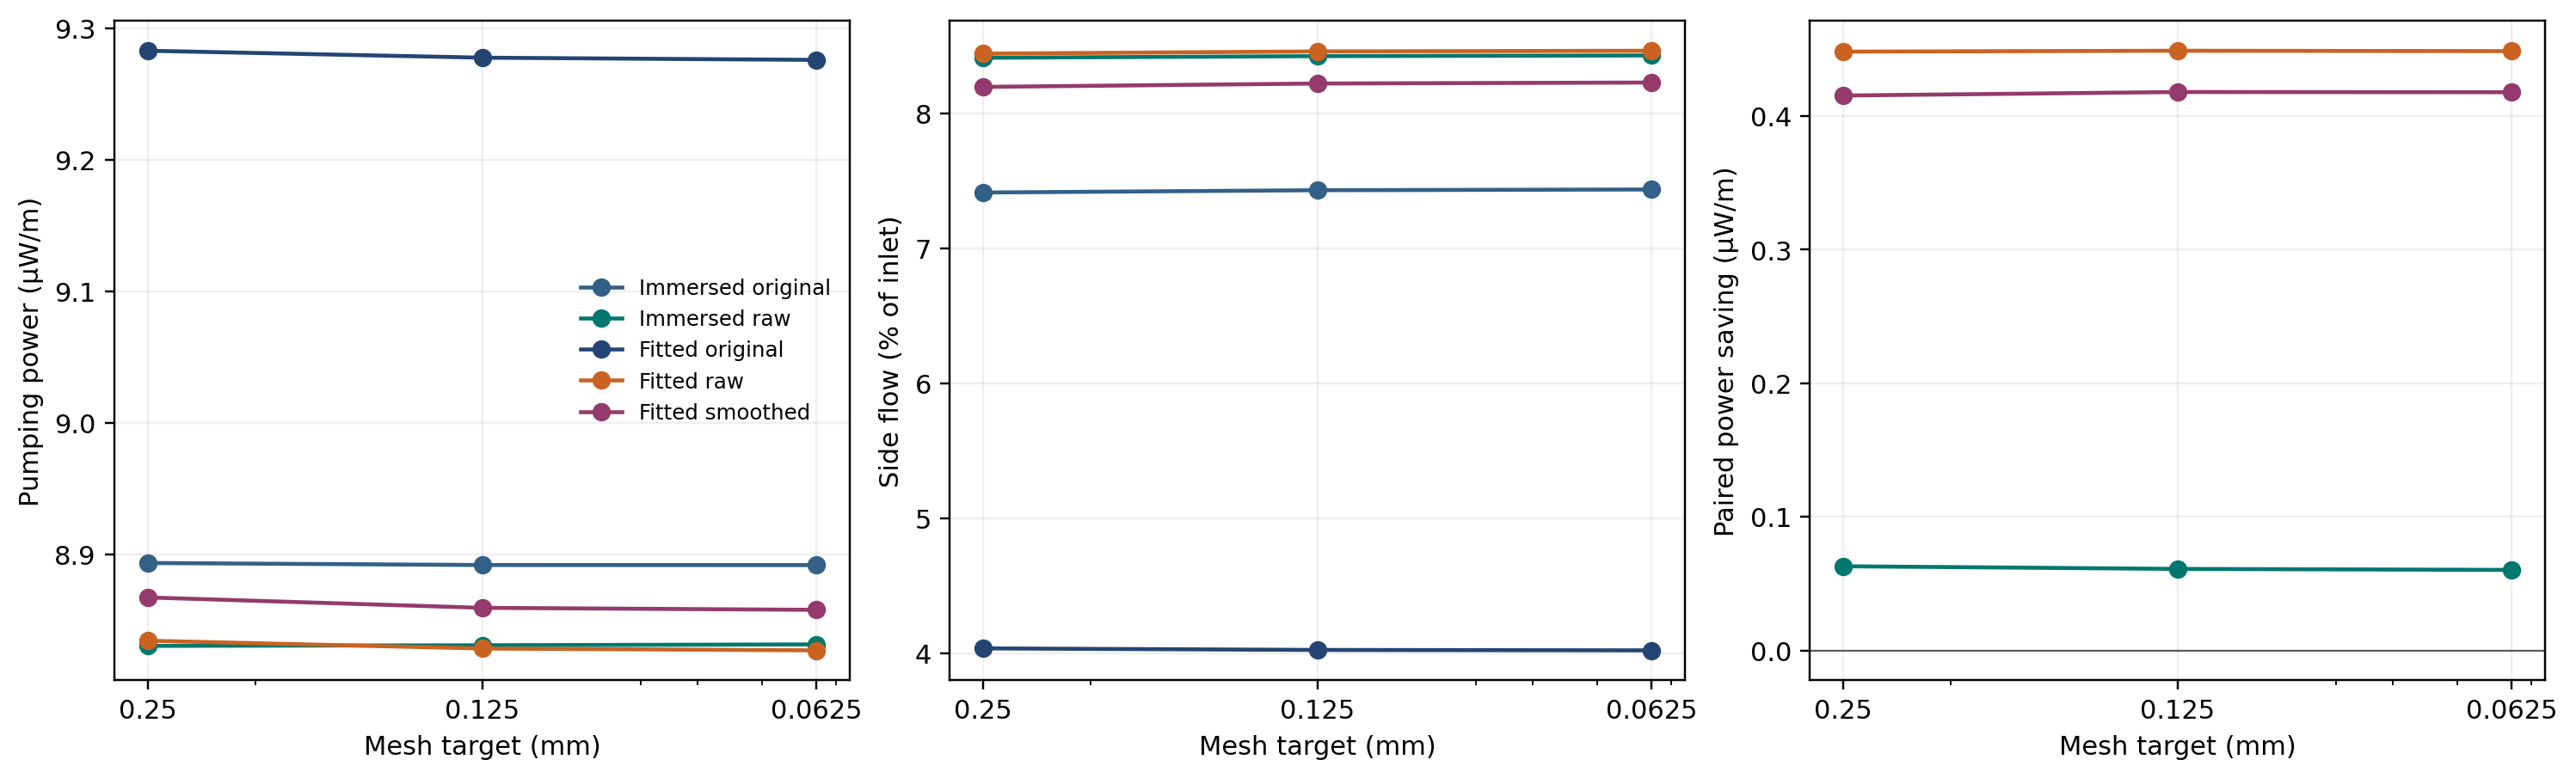 Pumping power (µW/m)
9.3
9.2
9.1
9.0
8.9
Immersed original
Immersed raw
Fitted original
Fitted raw
Fitted smoothed
0.25
0.125
0.0625
Mesh target (mm)
Side flow (% of inlet)
8
7
6
5
4
0.25
0.125
0.0625
Mesh target (mm)
Paired power saving (µW/m)
0.4
0.3
0.2
0.1
0.0
0.25
0.125
0.0625
Mesh target (mm)